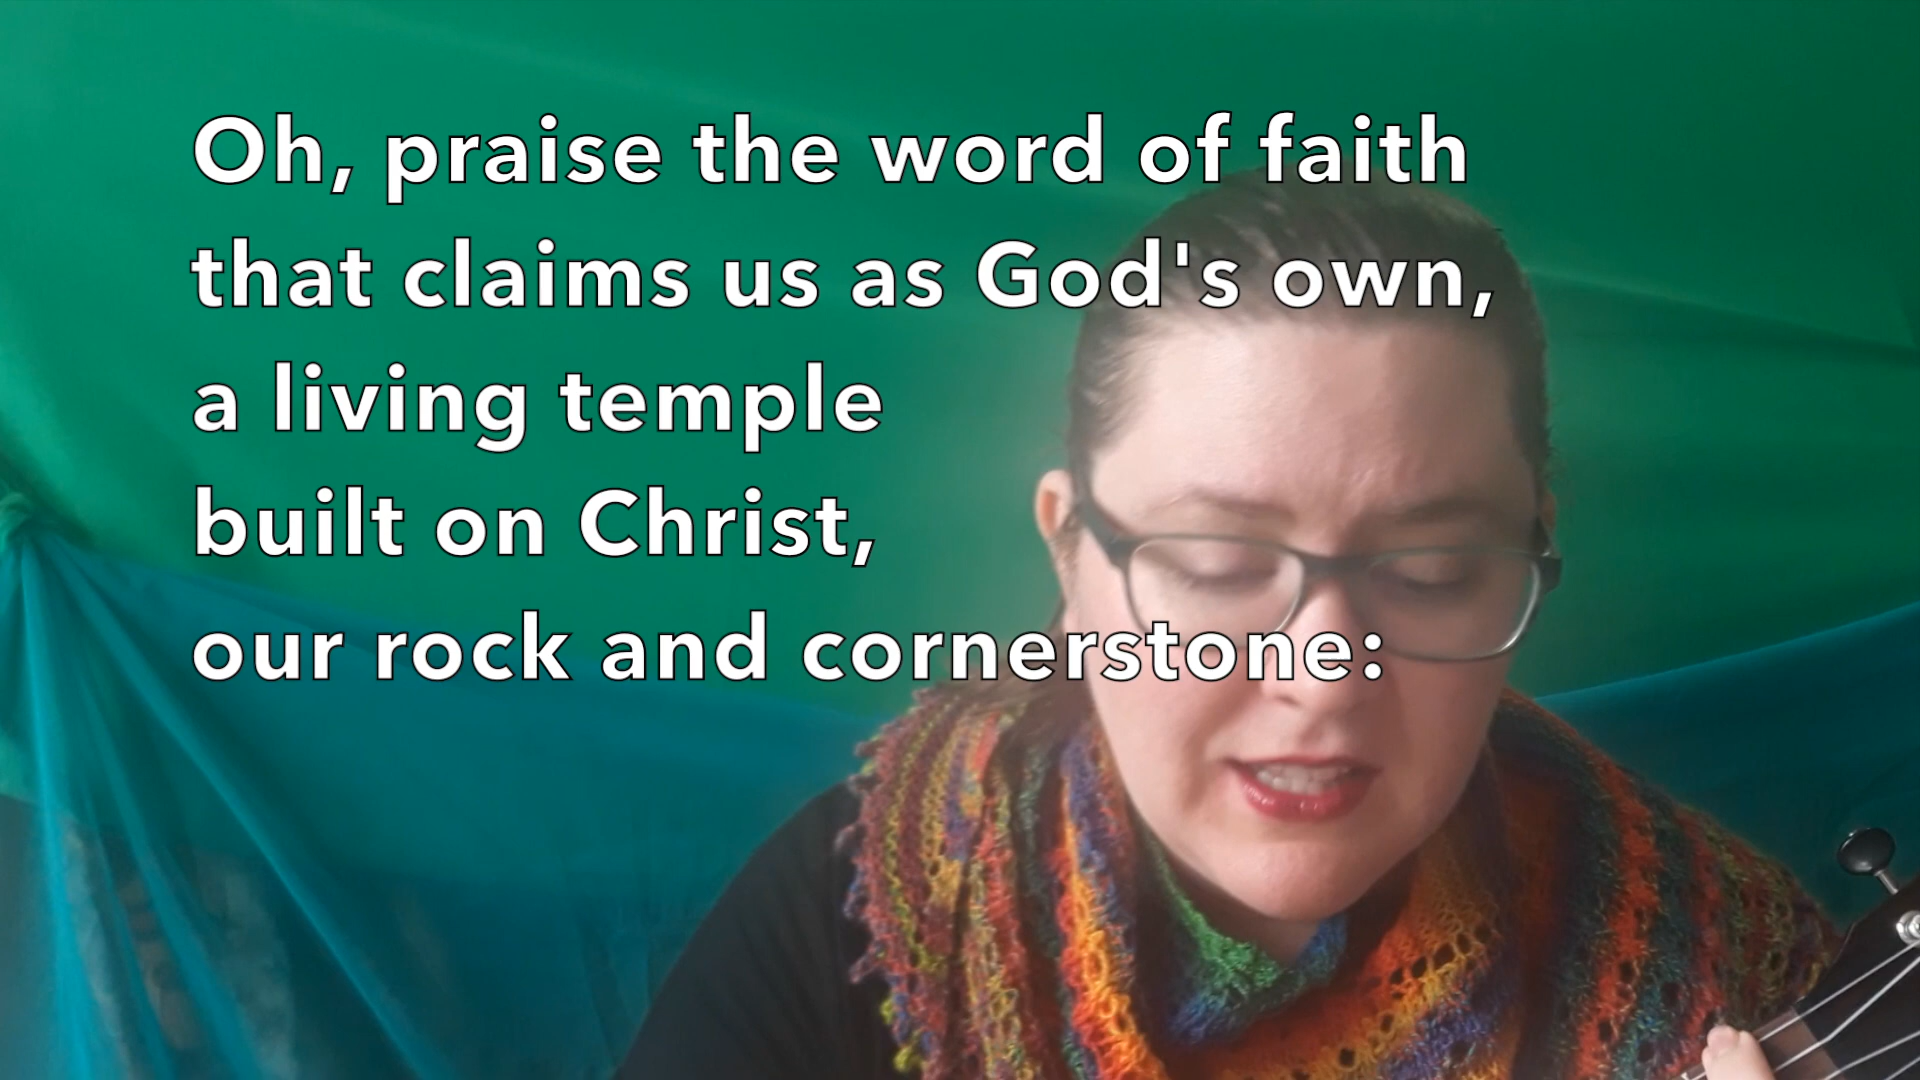 Oh, praise the word of faith
that claims us as God's own,
a living temple
built on Christ,
our rock and cornerstone: